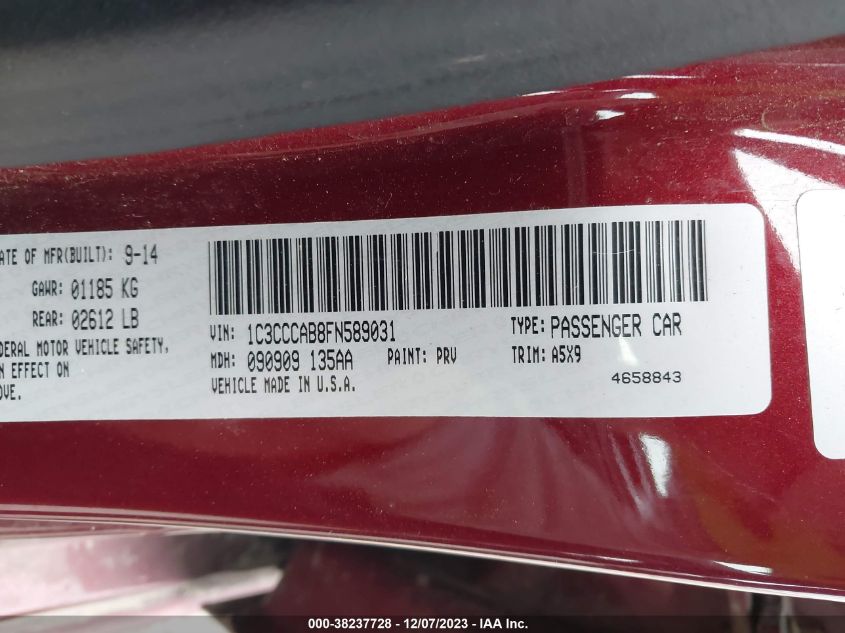 ATE OF MFR(BUILT): 9-14
GAWR: 01185 KG
REAR: 02612 LB
DERAL MOTOR VEHICLE SAFETY,
N EFFECT ON
OVE.
VIN: 1C3CCCAB8FN589031 TYPE: PASSENGER CAR
MDH: 090909 135AA PAINT: PRV TRIM: A5X9
VEHICLE MADE IN U.S.A. 4658843
000-38237728 - 12/07/2023 - IAA Inc.